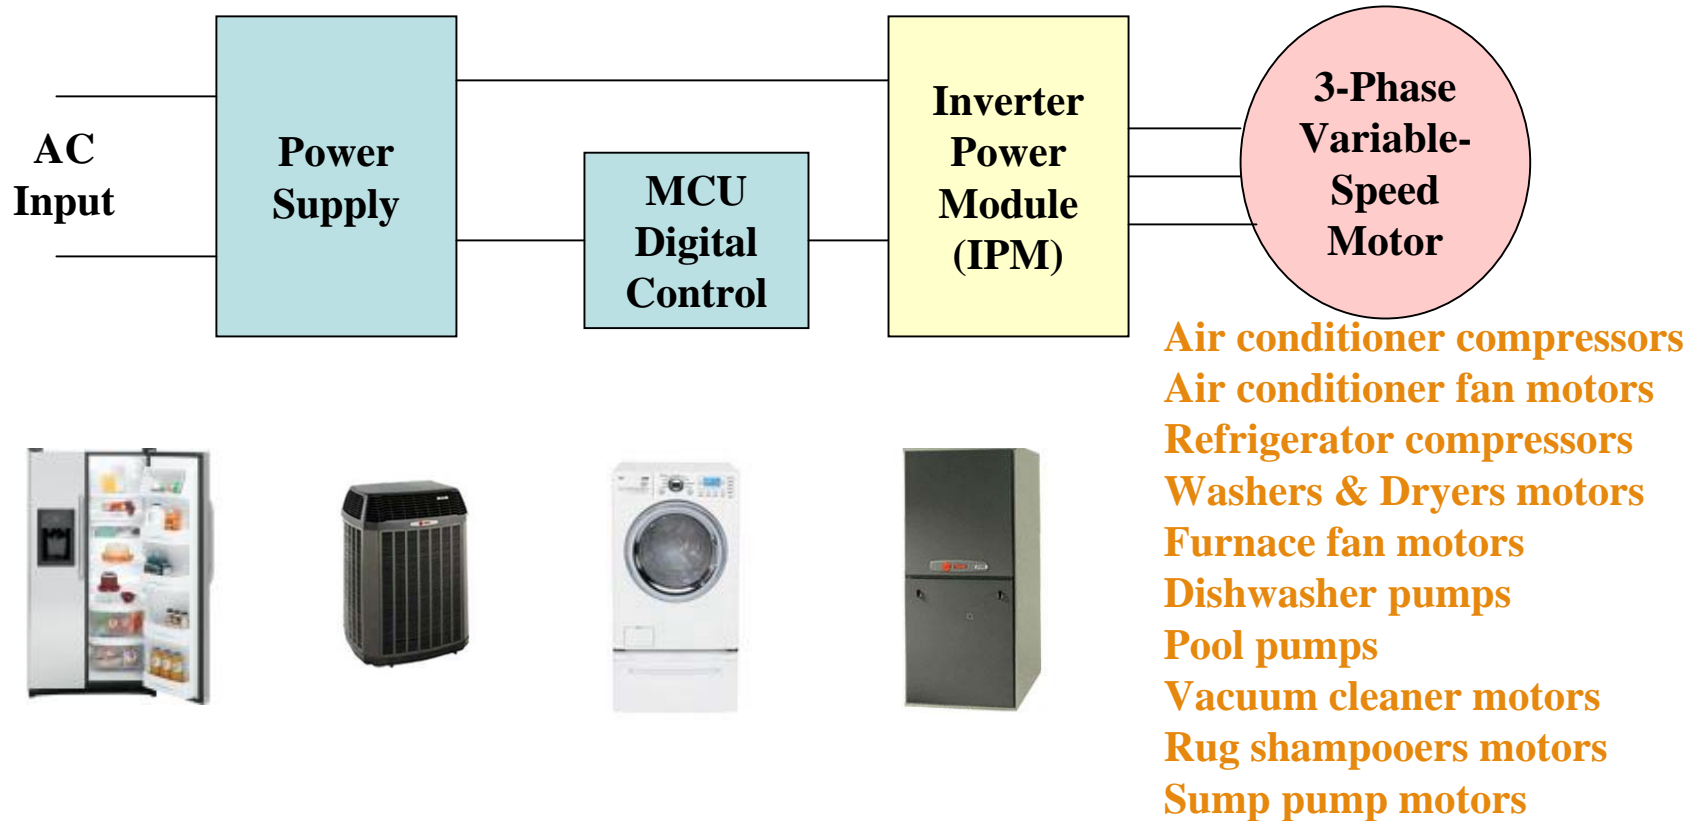 AC
Input
Power
Supply
MCU
Digital
Control
Inverter
Power
Module
(IPM)
3-Phase
Variable-
Speed
Motor
Air conditioner compressors
Air conditioner fan motors
Refrigerator compressors
Washers & Dryers motors
Furnace fan motors
Dishwasher pumps
Pool pumps
Vacuum cleaner motors
Rug shampooers motors
Sump pump motors